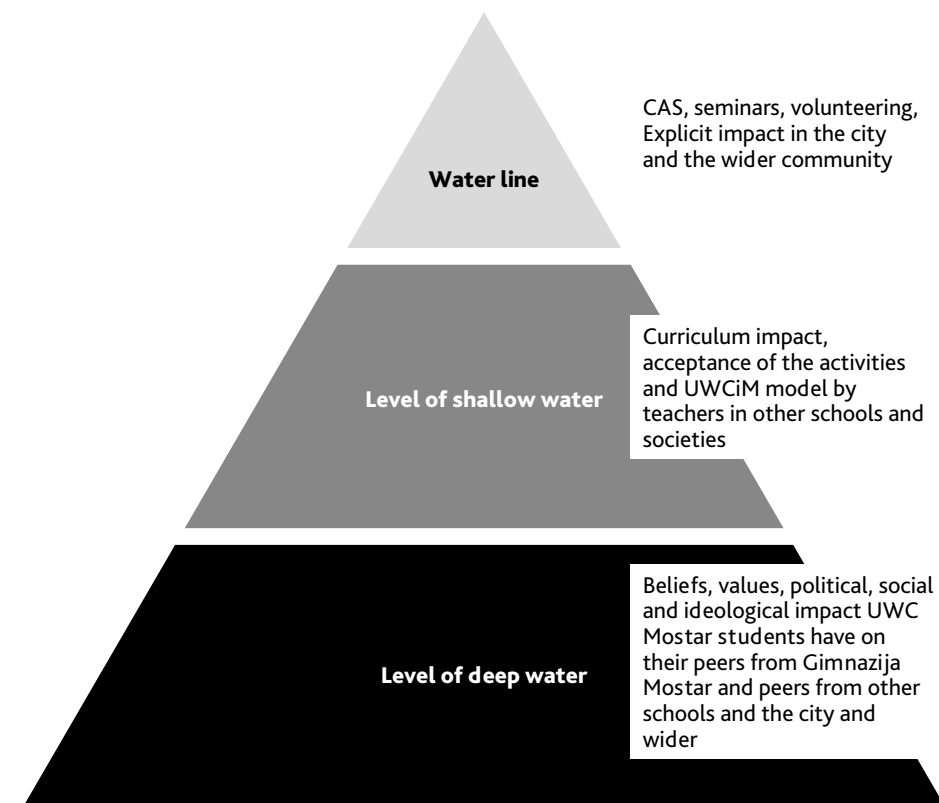 CAS, seminars, volunteering,
Explicit impact in the city
and the wider community
Water line
Curriculum impact,
acceptance of the activities
and UWCiM model by
teachers in other schools and
societies
Level of shallow water
Beliefs, values, political, social
and ideological impact UWC
Mostar students have on
their peers from Gimnazija
Mostar and peers from other
schools and the city and
wider
Level of deep water